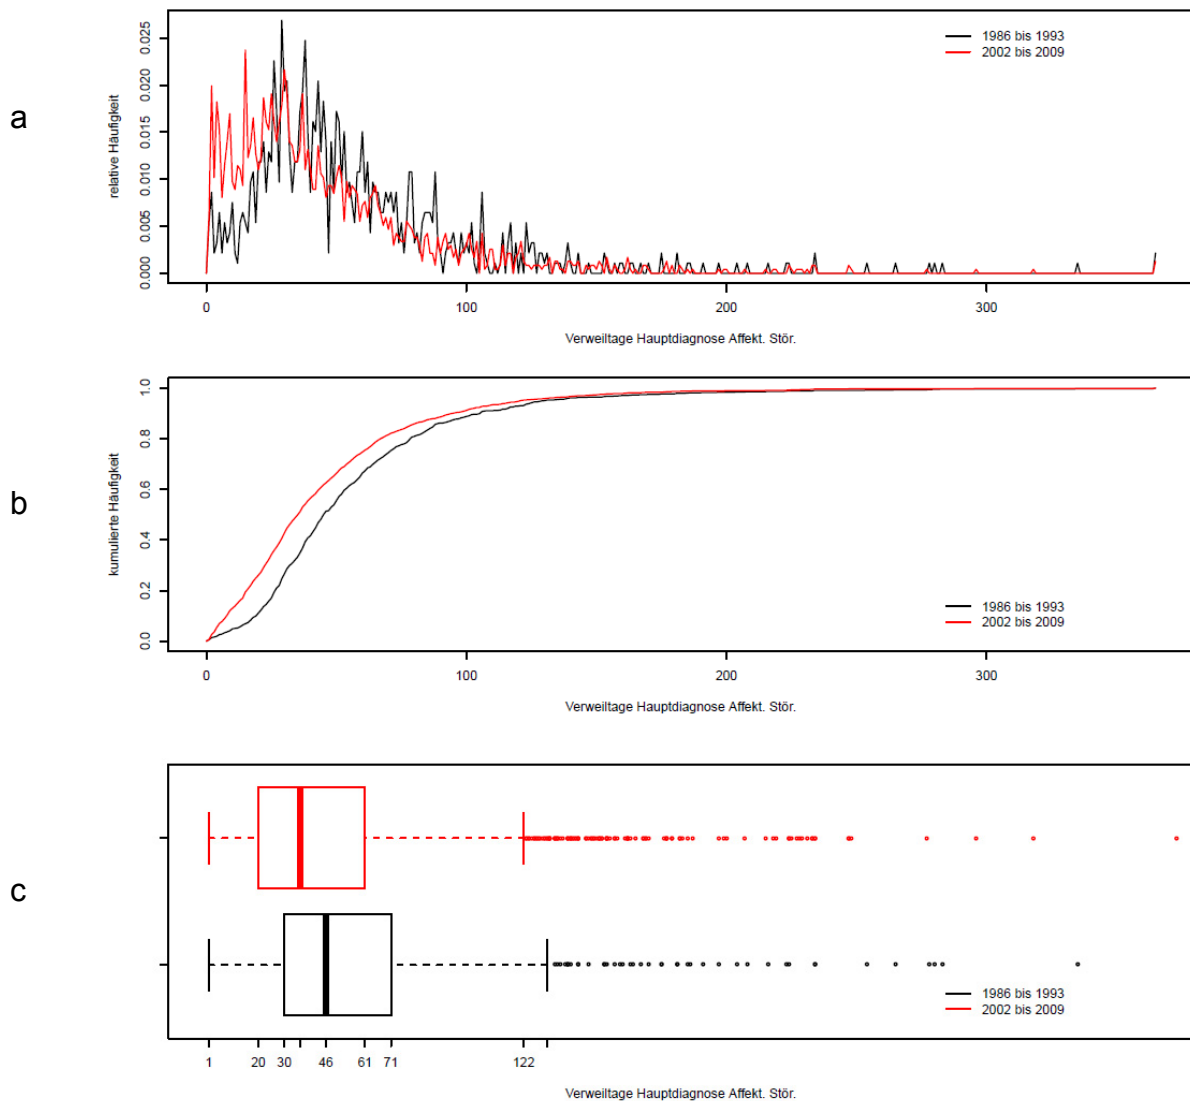 a
relative Häufigkeit
0.000 0.005 0.010 0.015 0.020 0.025
1986 bis 1993
2002 bis 2009
0 100 200 300
Verweiltage Hauptdiagnose Affekt. Stör.
b
kumulierte Häufigkeit
0.0 0.2 0.4 0.6 0.8 1.0
1986 bis 1993
2002 bis 2009
0 100 200 300
Verweiltage Hauptdiagnose Affekt. Stör.
c
1986 bis 1993
2002 bis 2009
1 20 30 46 61 71 122
Verweiltage Hauptdiagnose Affekt. Stör.